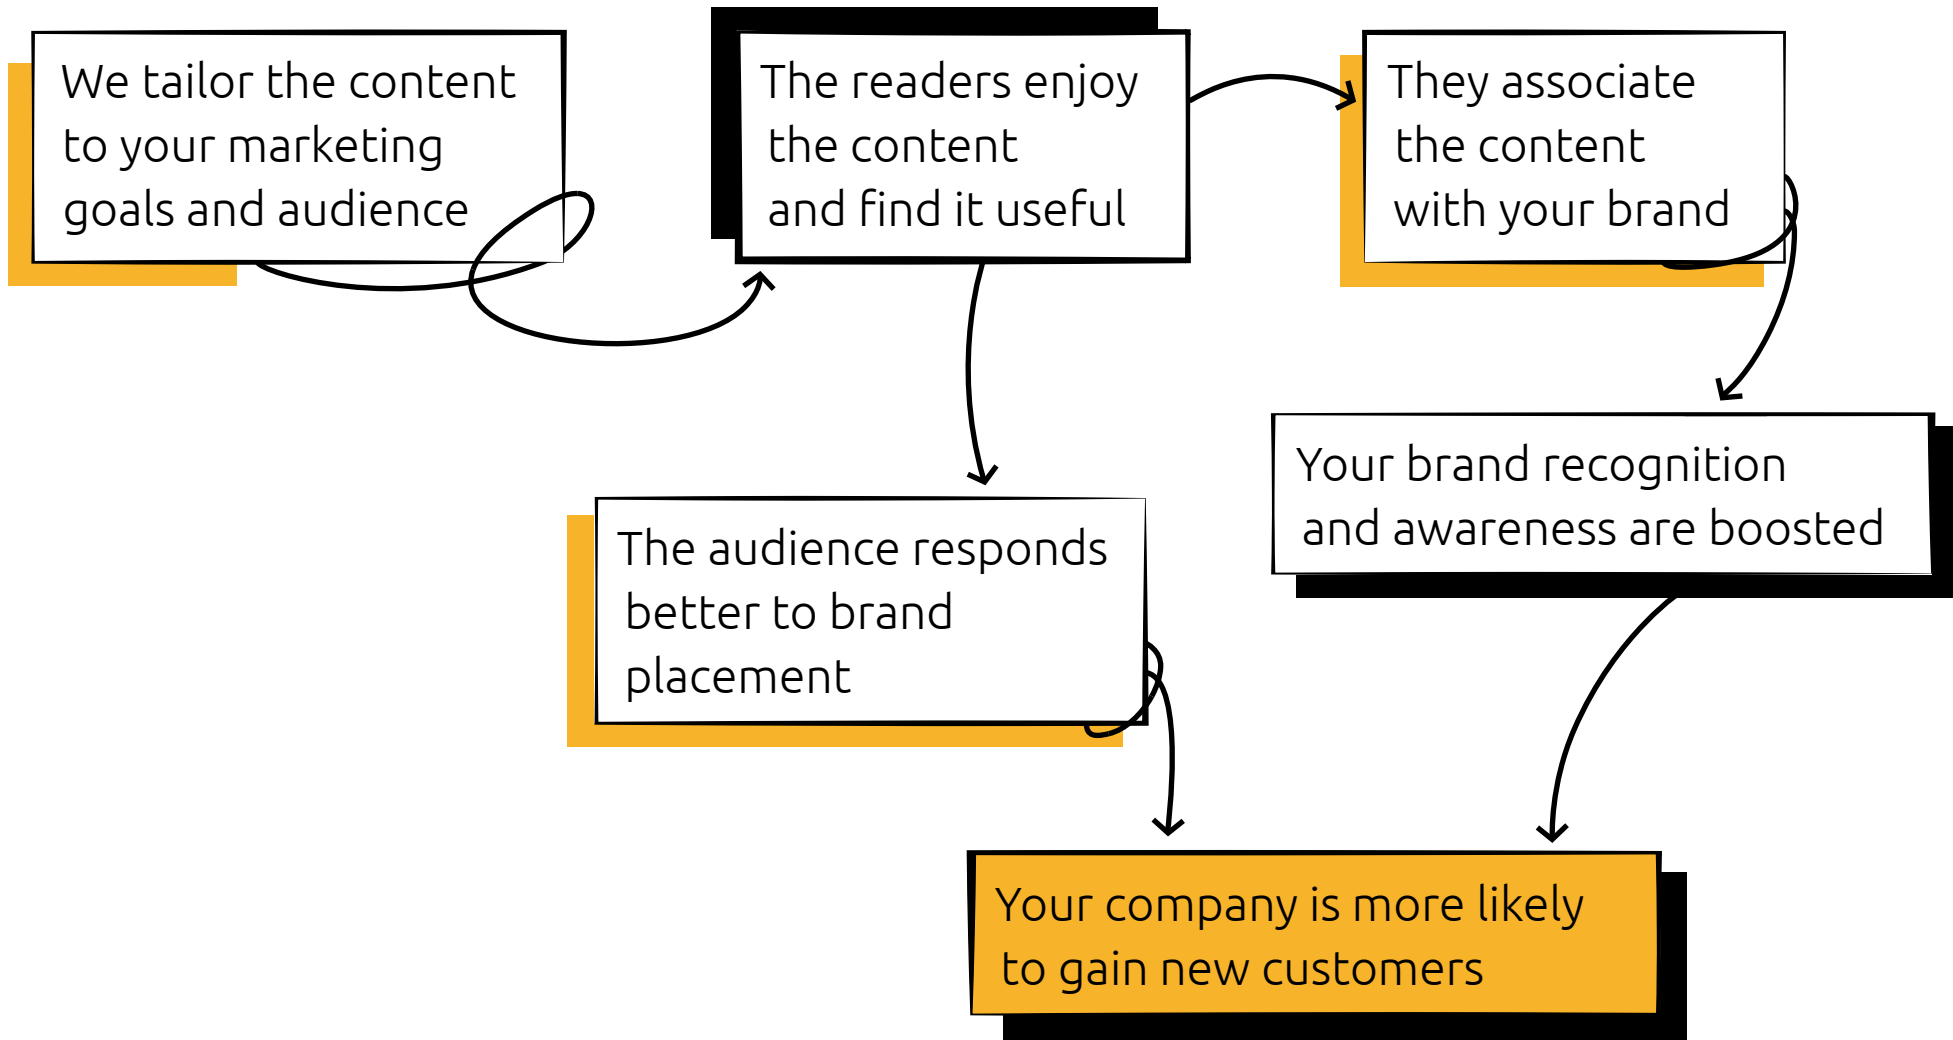 We tailor the content
to your marketing
goals and audience
The readers enjoy
the content
and find it useful
They associate
the content
with your brand
Your brand recognition
and awareness are boosted
The audience responds
better to brand
placement
Your company is more likely
to gain new customers